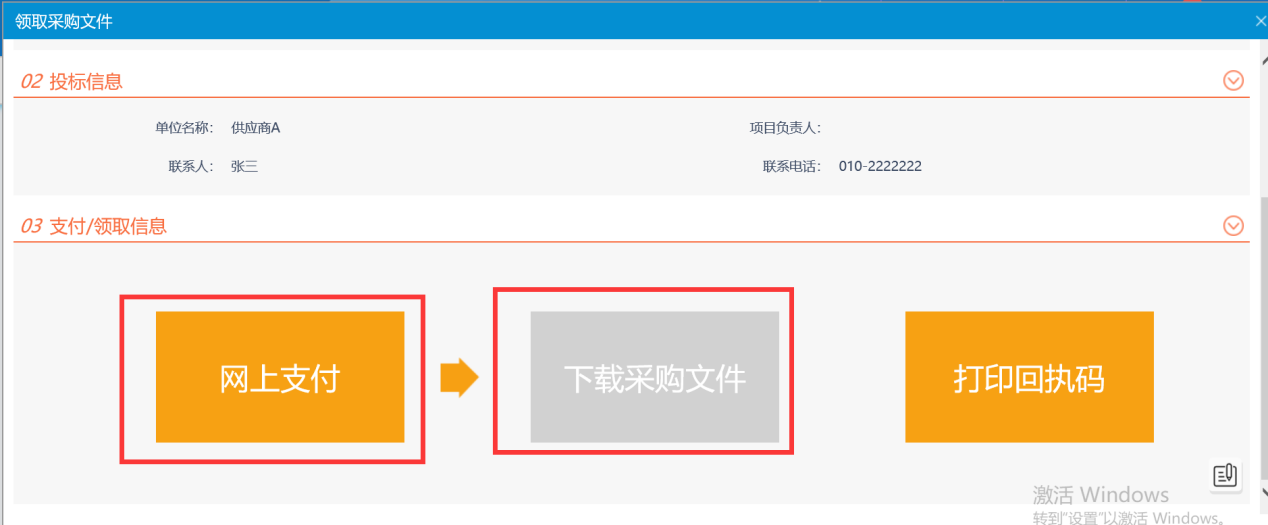 领取采购文件
02 投标信息
单位名称： 供应商A 项目负责人：
联系人： 张三 联系电话： 010-2222222
03 支付/领取信息
网上支付 下载采购文件 打印回执码
激活 Windows
转到"设置"以激活 Windows。